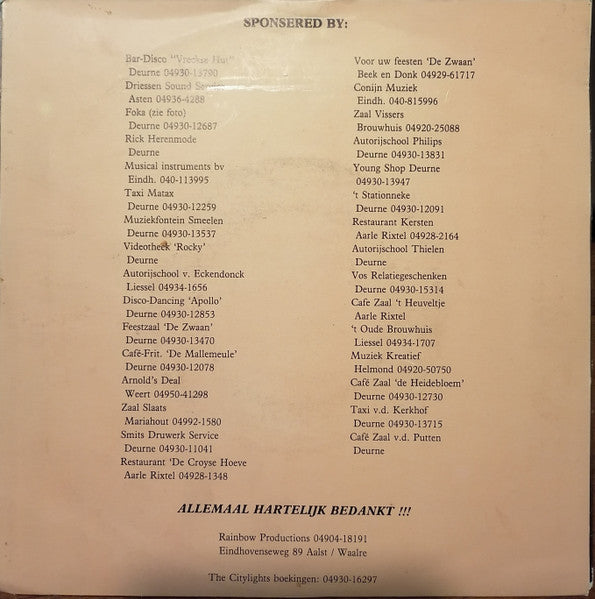 SPONSERED BY:
Bar-Disco "Vreekse Hut"
Deurne 04930-13790
Driessen Sound Service
Asten 04936-4288
Foka (zie foto)
Deurne 04930-12687
Rick Herenmode
Deurne
Musical instruments bv
Eindh. 040-113995
Taxi Matax
Deurne 04930-12259
Muziekfontein Smeelen
Deurne 04930-13537
Videotheek 'Rocky'
Deurne
Autorijschool v. Eckendonck
Liessel 04934-1656
Disco-Dancing 'Apollo'
Deurne 04930-12853
Feestzaal 'De Zwaan'
Deurne 04930-13470
Café-Frit. 'De Mallemeule'
Deurne 04930-12078
Arnold's Deal
Weert 04950-41298
Zaal Slaats
Mariahout 04992-1580
Smits Druwerk Service
Deurne 04930-11041
Restaurant 'De Croyse Hoeve
Aarle Rixtel 04928-1348
Voor uw feesten 'De Zwaan'
Beek en Donk 04929-61717
Conijn Muziek
Eindh. 040-815996
Zaal Vissers
Brouwhuis 04920-25088
Autorijschool Philips
Deurne 04930-13831
Young Shop Deurne
04930-13947
't Stationneke
Deurne 04930-12091
Restaurant Kersten
Aarle Rixtel 04928-2164
Autorijschool Thielen
Deurne
Vos Relatiegeschenken
Deurne 04930-15314
Cafe Zaal 't Heuveltje
Aarle Rixtel
't Oude Brouwhuis
Liessel 04934-1707
Muziek Kreatief
Helmond 04920-50750
Café Zaal 'de Heidebloem'
Deurne 04930-12730
Taxi v.d. Kerkhof
Deurne 04930-13715
Café Zaal v.d. Putten
Deurne
ALLEMAAL HARTELIJK BEDANKT !!!
Rainbow Productions 04904-18191
Eindhovenseweg 89 Aalst / Waalre
The Citylights boekingen: 04930-16297